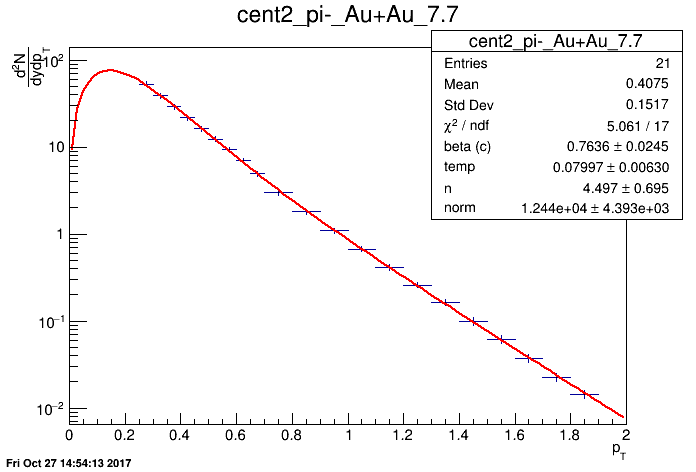 cent2_pi-_Au+Au_7.7
cent2_pi-_Au+Au_7.7
Entries 21
Mean 0.4075
Std Dev 0.1517
χ² / ndf 5.061 / 17
beta (c) 0.7636 ± 0.0245
temp 0.07997 ± 0.00630
n 4.497 ± 0.695
norm 1.244e+04 ± 4.393e+03
d²N
dydp_T
10²
10
1
10⁻¹
10⁻²
0 0.2 0.4 0.6 0.8 1 1.2 1.4 1.6 1.8 2
p_T
Fri Oct 27 14:54:13 2017